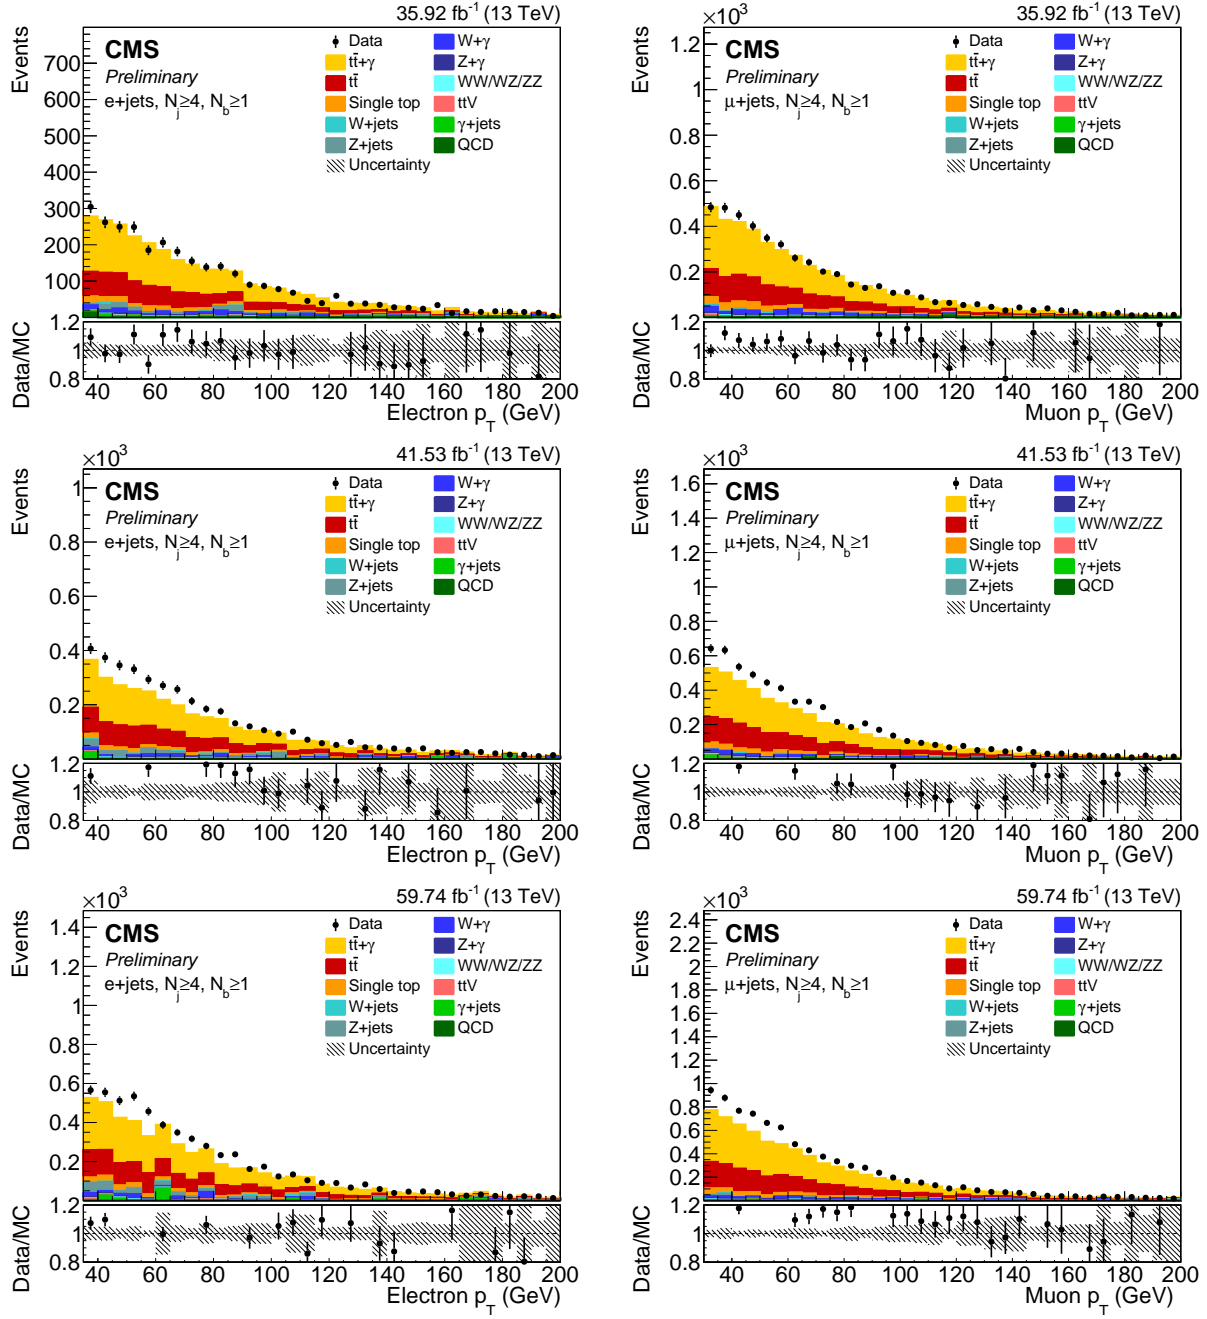 35.92 fb⁻¹ (13 TeV)
Events
CMS
Preliminary
e+jets, N_j≥4, N_b≥1
Data
tt̄+γ
tt̄
Single top
W+jets
Z+jets
Uncertainty
W+γ
Z+γ
WW/WZ/ZZ
ttV
γ+jets
QCD
700
600
500
400
300
200
100
Data/MC
1.2
1
0.8
40 60 80 100 120 140 160 180 200
Electron p_T (GeV)
×10³
35.92 fb⁻¹ (13 TeV)
Events
CMS
Preliminary
μ+jets, N_j≥4, N_b≥1
Data
tt̄+γ
tt̄
Single top
W+jets
Z+jets
Uncertainty
W+γ
Z+γ
WW/WZ/ZZ
ttV
γ+jets
QCD
1.2
1
0.8
0.6
0.4
0.2
Data/MC
1.2
1
0.8
40 60 80 100 120 140 160 180 200
Muon p_T (GeV)
×10³
41.53 fb⁻¹ (13 TeV)
Events
CMS
Preliminary
e+jets, N_j≥4, N_b≥1
Data
tt̄+γ
tt̄
Single top
W+jets
Z+jets
Uncertainty
W+γ
Z+γ
WW/WZ/ZZ
ttV
γ+jets
QCD
1
0.8
0.6
0.4
0.2
Data/MC
1.2
1
0.8
40 60 80 100 120 140 160 180 200
Electron p_T (GeV)
×10³
41.53 fb⁻¹ (13 TeV)
Events
CMS
Preliminary
μ+jets, N_j≥4, N_b≥1
Data
tt̄+γ
tt̄
Single top
W+jets
Z+jets
Uncertainty
W+γ
Z+γ
WW/WZ/ZZ
ttV
γ+jets
QCD
1.6
1.4
1.2
1
0.8
0.6
0.4
0.2
Data/MC
1.2
1
0.8
40 60 80 100 120 140 160 180 200
Muon p_T (GeV)
×10³
59.74 fb⁻¹ (13 TeV)
Events
CMS
Preliminary
e+jets, N_j≥4, N_b≥1
Data
tt̄+γ
tt̄
Single top
W+jets
Z+jets
Uncertainty
W+γ
Z+γ
WW/WZ/ZZ
ttV
γ+jets
QCD
1.4
1.2
1
0.8
0.6
0.4
0.2
Data/MC
1.2
1
0.8
40 60 80 100 120 140 160 180 200
Electron p_T (GeV)
×10³
59.74 fb⁻¹ (13 TeV)
Events
CMS
Preliminary
μ+jets, N_j≥4, N_b≥1
Data
tt̄+γ
tt̄
Single top
W+jets
Z+jets
Uncertainty
W+γ
Z+γ
WW/WZ/ZZ
ttV
γ+jets
QCD
2.4
2.2
2
1.8
1.6
1.4
1.2
1
0.8
0.6
0.4
0.2
Data/MC
1.2
1
0.8
40 60 80 100 120 140 160 180 200
Muon p_T (GeV)